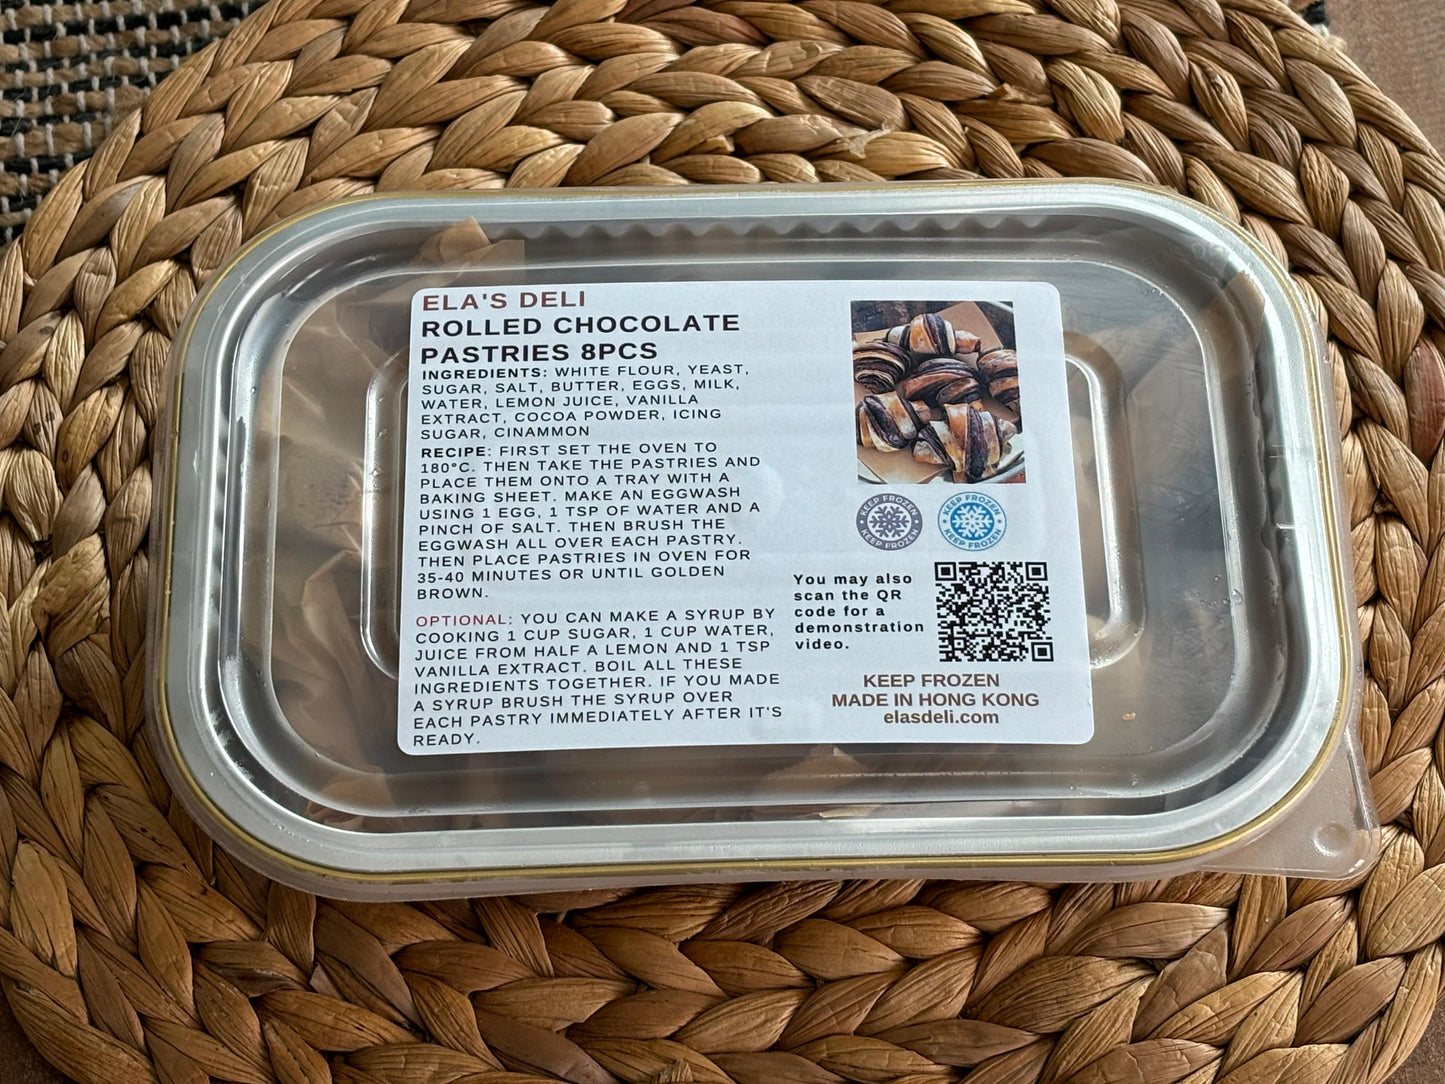 ELA'S DELI
ROLLED CHOCOLATE
PASTRIES 8PCS
INGREDIENTS: WHITE FLOUR, YEAST,
SUGAR, SALT, BUTTER, EGGS, MILK,
WATER, LEMON JUICE, VANILLA
EXTRACT, COCOA POWDER, ICING
SUGAR, CINAMMON
RECIPE: FIRST SET THE OVEN TO
180°C. THEN TAKE THE PASTRIES AND
PLACE THEM ONTO A TRAY WITH A
BAKING SHEET. MAKE AN EGGWASH
USING 1 EGG, 1 TSP OF WATER AND A
PINCH OF SALT. THEN BRUSH THE
EGGWASH ALL OVER EACH PASTRY.
THEN PLACE PASTRIES IN OVEN FOR
35-40 MINUTES OR UNTIL GOLDEN
BROWN.
OPTIONAL: YOU CAN MAKE A SYRUP BY
COOKING 1 CUP SUGAR, 1 CUP WATER,
JUICE FROM HALF A LEMON AND 1 TSP
VANILLA EXTRACT. BOIL ALL THESE
INGREDIENTS TOGETHER. IF YOU MADE
A SYRUP BRUSH THE SYRUP OVER
EACH PASTRY IMMEDIATELY AFTER IT'S
READY.
KEEP FROZEN
KEEP FROZEN
KEEP FROZEN
KEEP FROZEN
You may also
scan the QR
code for a
demonstration
video.
KEEP FROZEN
MADE IN HONG KONG
elasdeli.com